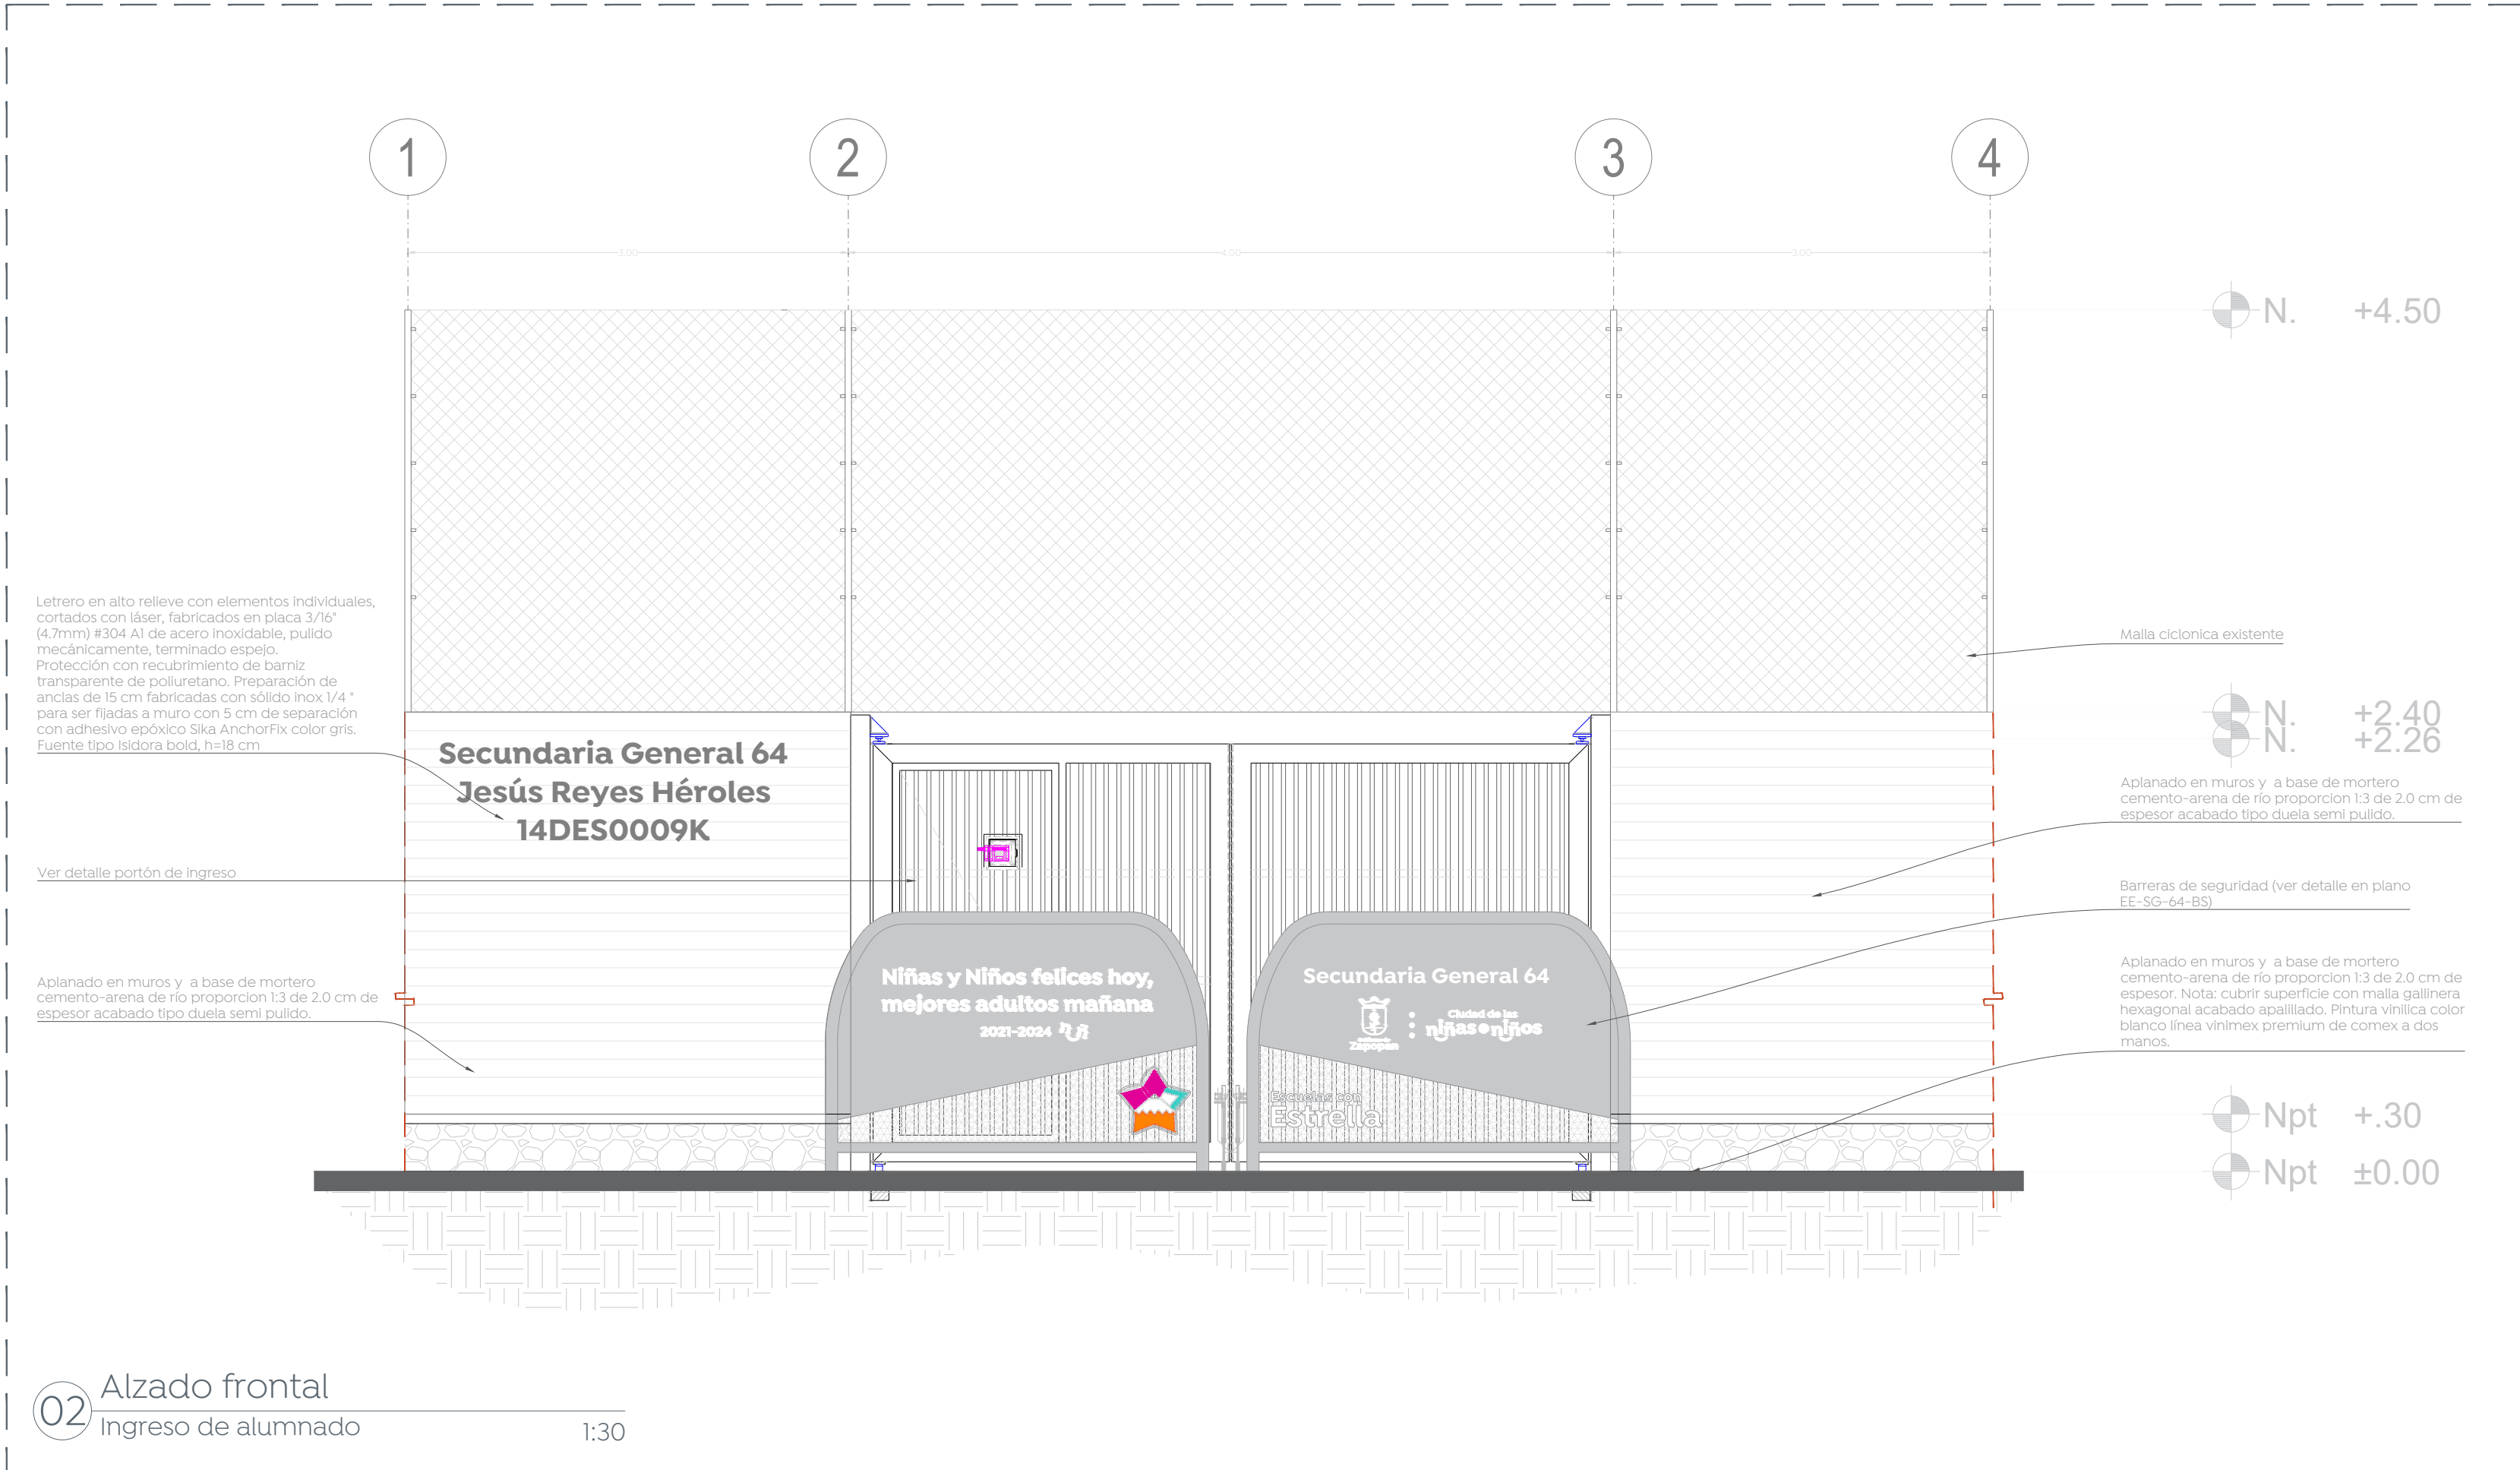 1
2
3
4
3.00
4.00
3.00
N. +4.50
Letrero en alto relieve con elementos individuales,
cortados con láser, fabricados en placa 3/16"
(4.7mm) #304 A1 de acero inoxidable, pulido
mecánicamente, terminado espejo.
Protección con recubrimiento de barniz
transparente de poliuretano. Preparación de
anclas de 15 cm fabricadas con sólido inox 1/4 "
para ser fijadas a muro con 5 cm de separación
con adhesivo epóxico Sika AnchorFix color gris.
Fuente tipo Isidora bold, h=18 cm
Malla ciclonica existente
N. +2.40
N. +2.26
Secundaria General 64
Jesús Reyes Héroles
14DES0009K
Aplanado en muros y  a base de mortero
cemento-arena de río proporcion 1:3 de 2.0 cm de
espesor acabado tipo duela semi pulido.
Ver detalle portón de ingreso
Barreras de seguridad (ver detalle en plano
EE-SG-64-BS)
Aplanado en muros y  a base de mortero
cemento-arena de río proporcion 1:3 de 2.0 cm de
espesor acabado tipo duela semi pulido.
Niñas y Niños felices hoy,
mejores adultos mañana
2021-2024
Secundaria General 64
Zapopan
Ciudad de las
niñas niños
Aplanado en muros y  a base de mortero
cemento-arena de río proporcion 1:3 de 2.0 cm de
espesor. Nota: cubrir superficie con malla gallinera
hexagonal acabado apalillado. Pintura vinilica color
blanco línea vinimex premium de comex a dos
manos.
Escuelas con
Estrella
Npt +.30
Npt ±0.00
02
Alzado frontal
Ingreso de alumnado
1:30